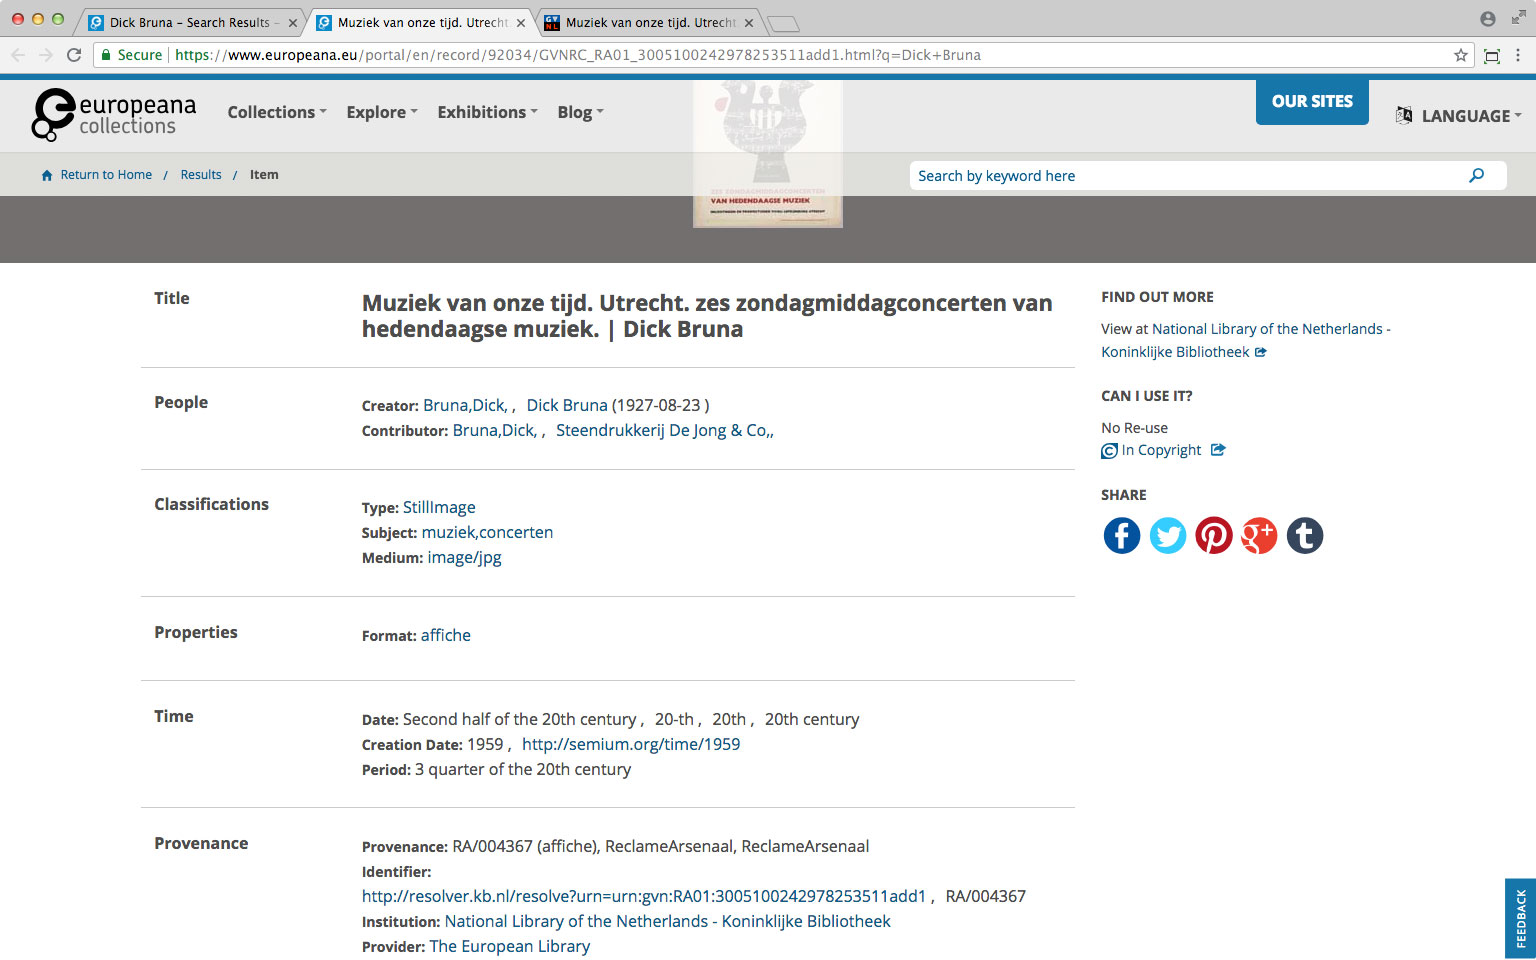 Dick Bruna – Search Results –
Muziek van onze tijd. Utrecht
Muziek van onze tijd. Utrecht.
Secure
https://www.europeana.eu/portal/en/record/92034/GVNRC_RA01_3005100242978253511add1.html?q=Dick+Bruna
europeana
collections
Collections Explore Exhibitions Blog
OUR SITES
LANGUAGE
Return to Home / Results / Item
Search by keyword here
ZES ZONDAGMIDDAGCONCERTEN
VAN HEDENDAAGSE MUZIEK
Title
Muziek van onze tijd. Utrecht. zes zondagmiddagconcerten van
hedendaagse muziek. | Dick Bruna
People
Creator: Bruna,Dick, , Dick Bruna (1927-08-23 )
Contributor: Bruna,Dick, , Steendrukkerij De Jong & Co,,
Classifications
Type: StillImage
Subject: muziek,concerten
Medium: image/jpg
Properties
Format: affiche
Time
Date: Second half of the 20th century , 20-th , 20th , 20th century
Creation Date: 1959 , http://semium.org/time/1959
Period: 3 quarter of the 20th century
Provenance
Provenance: RA/004367 (affiche), ReclameArsenaal, ReclameArsenaal
Identifier:
http://resolver.kb.nl/resolve?urn=urn:gvn:RA01:3005100242978253511add1 , RA/004367
Institution: National Library of the Netherlands - Koninklijke Bibliotheek
Provider: The European Library
FIND OUT MORE
View at National Library of the Netherlands -
Koninklijke Bibliotheek
CAN I USE IT?
No Re-use
In Copyright
SHARE
FEEDBACK